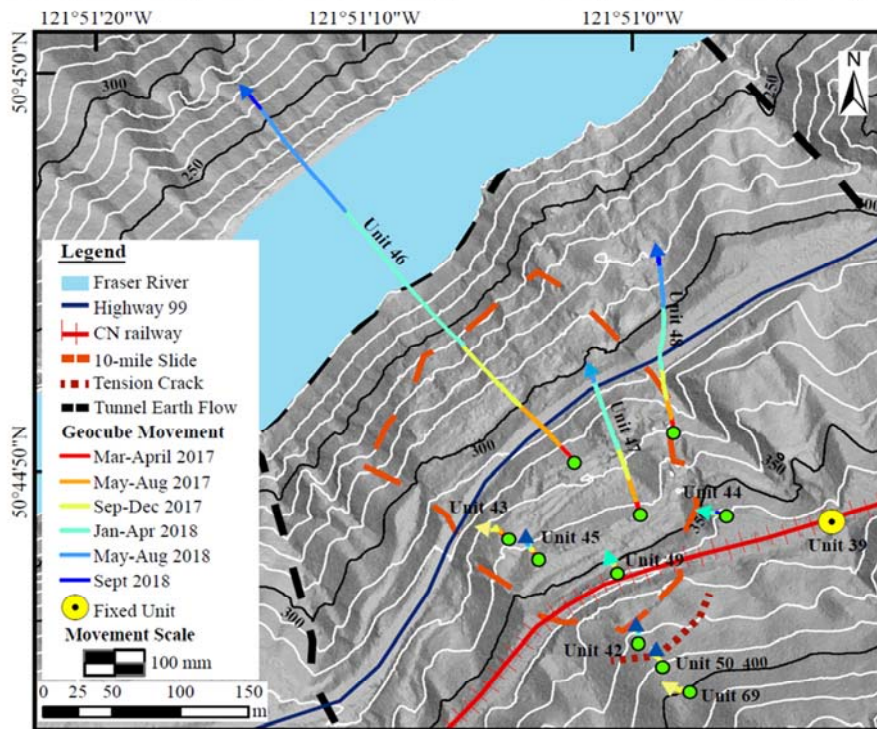 121°51'20"W
121°51'10"W
121°51'0"W
50°45'0"N
50°44'50"N
N
300
250
250
Unit 46
Unit 48
Unit 47
300
350
Unit 43
Unit 45
Unit 44
Unit 49
Unit 39
Unit 42
Unit 50
400
Unit 69
300
Legend
Fraser River
Highway 99
CN railway
10-mile Slide
Tension Crack
Tunnel Earth Flow
Geocube Movement
Mar-April 2017
May-Aug 2017
Sep-Dec 2017
Jan-Apr 2018
May-Aug 2018
Sept 2018
Fixed Unit
Movement Scale
100 mm
0 25 50 100 150
m